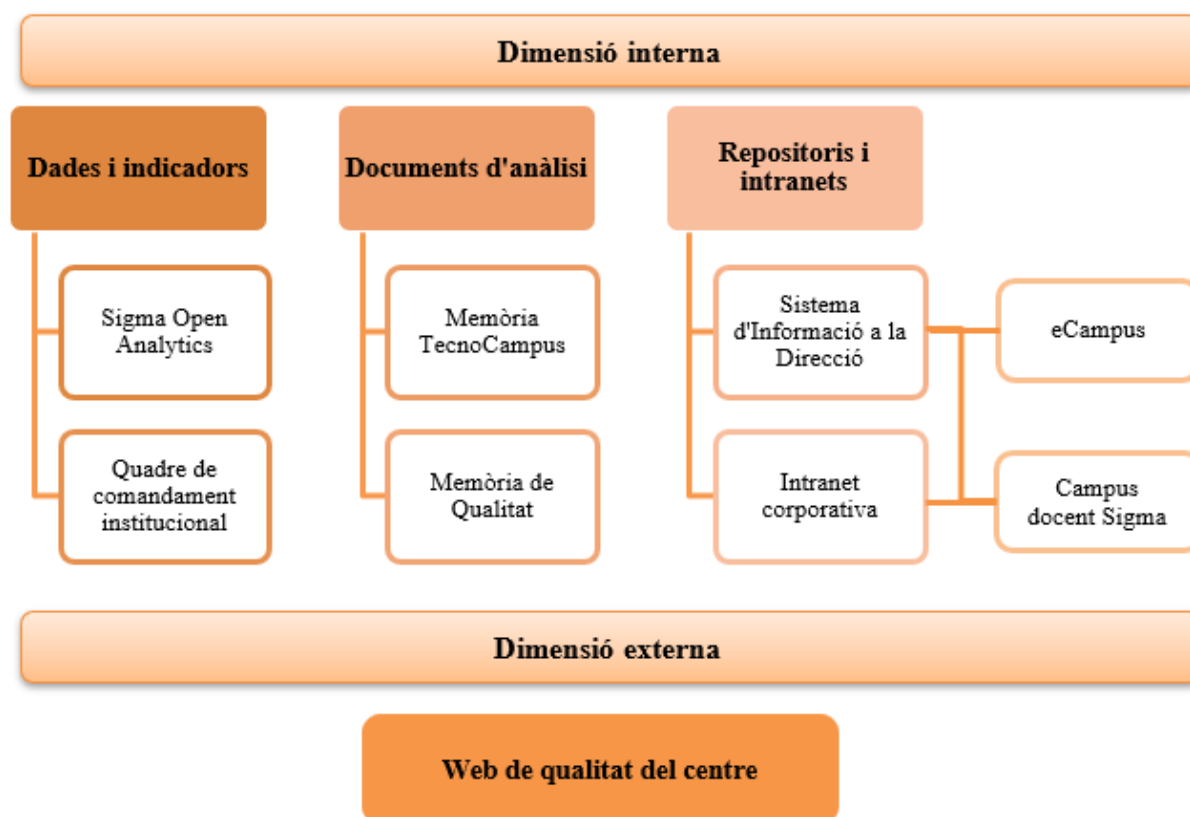 Dimensió interna
Dades i indicadors
Documents d'anàlisi
Repositoris i
intranets
Sigma Open
Analytics
Memòria
TecnoCampus
Sistema
d'Informació a la
Direcció
eCampus
Quadre de
comandament
institucional
Memòria de
Qualitat
Intranet
corporativa
Campus
docent Sigma
Dimensió externa
Web de qualitat del centre